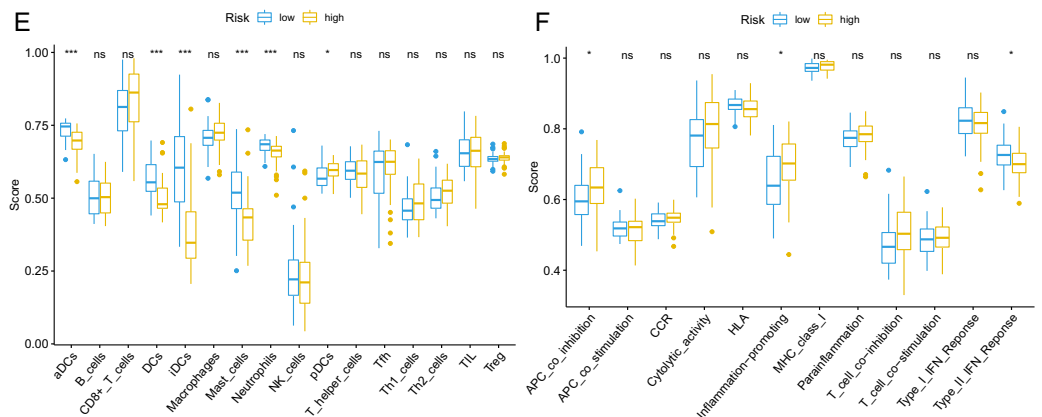 E
Risk low high
1.00
0.75
0.50
0.25
0.00
Score
*** ns ns *** *** ns *** *** ns * ns ns ns ns ns ns
aDCs
B_cells
CD8+_T_cells
DCs
iDCs
Macrophages
Mast_cells
Neutrophils
NK_cells
pDCs
T_helper_cells
Tfh
Th1_cells
Th2_cells
TIL
Treg
F
Risk low high
1.0
0.8
0.6
0.4
Score
* ns ns ns ns * ns ns ns ns ns *
APC_co_inhibition
APC_co_stimulation
CCR
Cytolytic_activity
HLA
Inflammation-promoting
MHC_class_I
Parainflammation
T_cell_co-inhibition
T_cell_co-stimulation
Type_I_IFN_Reponse
Type_II_IFN_Reponse